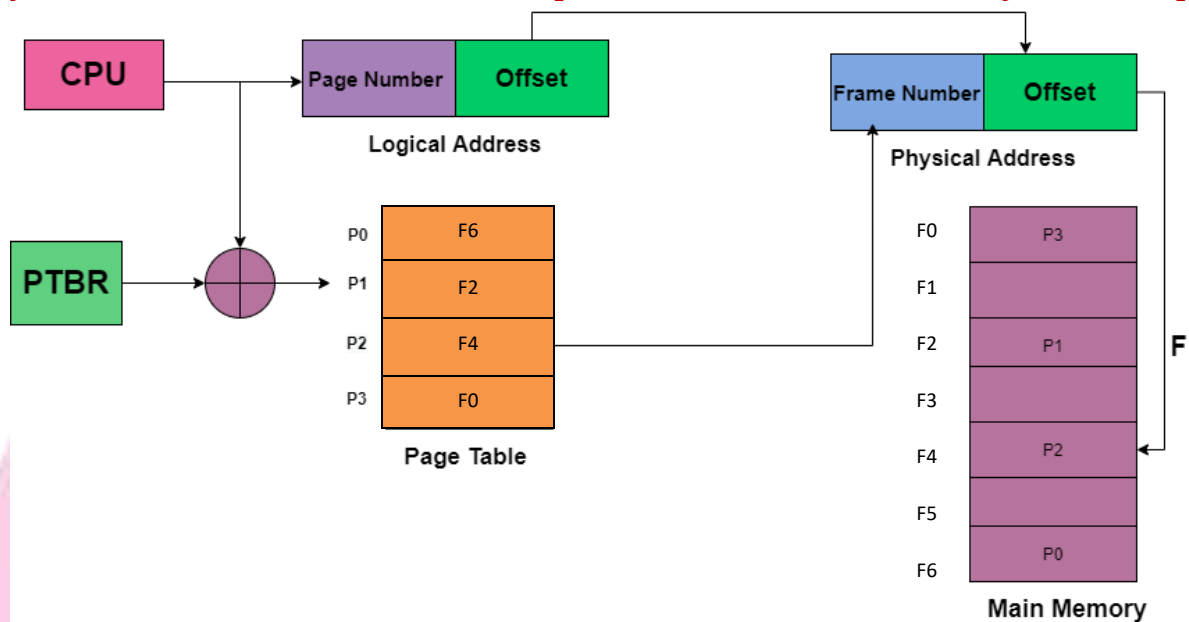 CPU
Page Number
Offset
Logical Address
Frame Number
Offset
Physical Address
PTBR
P0
F6
P1
F2
P2
F4
P3
F0
Page Table
F0
P3
F1
F2
P1
F3
F4
P2
F5
F6
P0
F
Main Memory